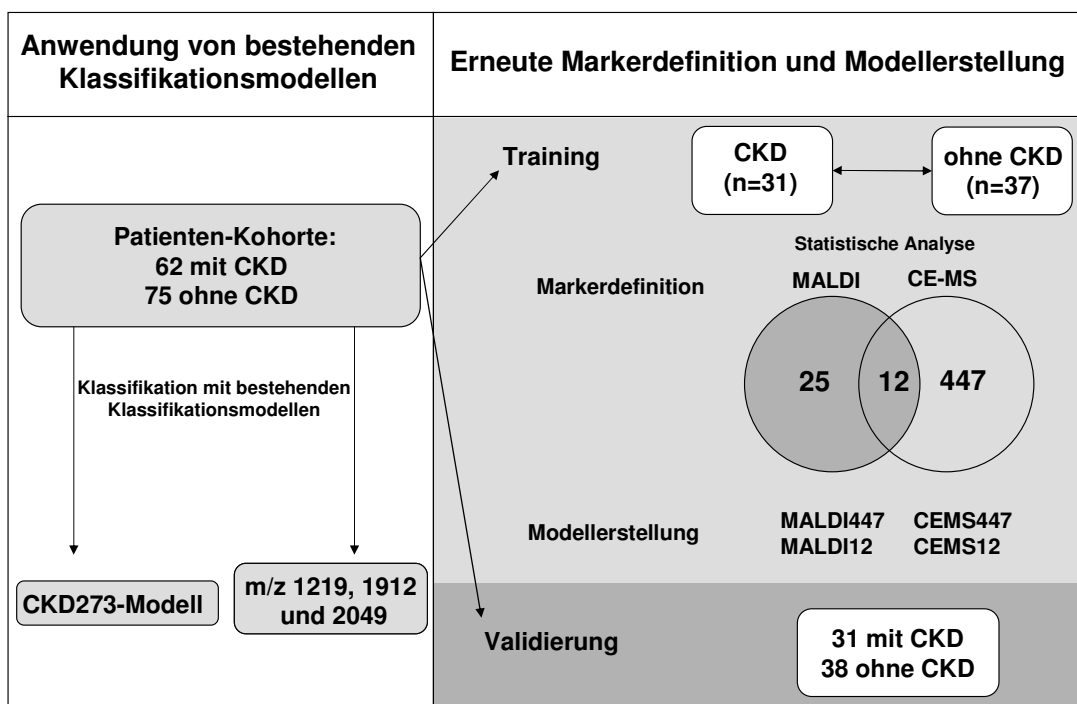 Anwendung von bestehenden
Klassifikationsmodellen
Erneute Markerdefinition und Modellerstellung
Patienten-Kohorte:
62 mit CKD
75 ohne CKD
Klassifikation mit bestehenden
Klassifikationsmodellen
CKD273-Modell
m/z 1219, 1912
und 2049
Training
CKD
(n=31)
ohne CKD
(n=37)
Statistische Analyse
Markerdefinition
MALDI
CE-MS
25
12
447
Modellerstellung
MALDI447
MALDI12
CEMS447
CEMS12
Validierung
31 mit CKD
38 ohne CKD